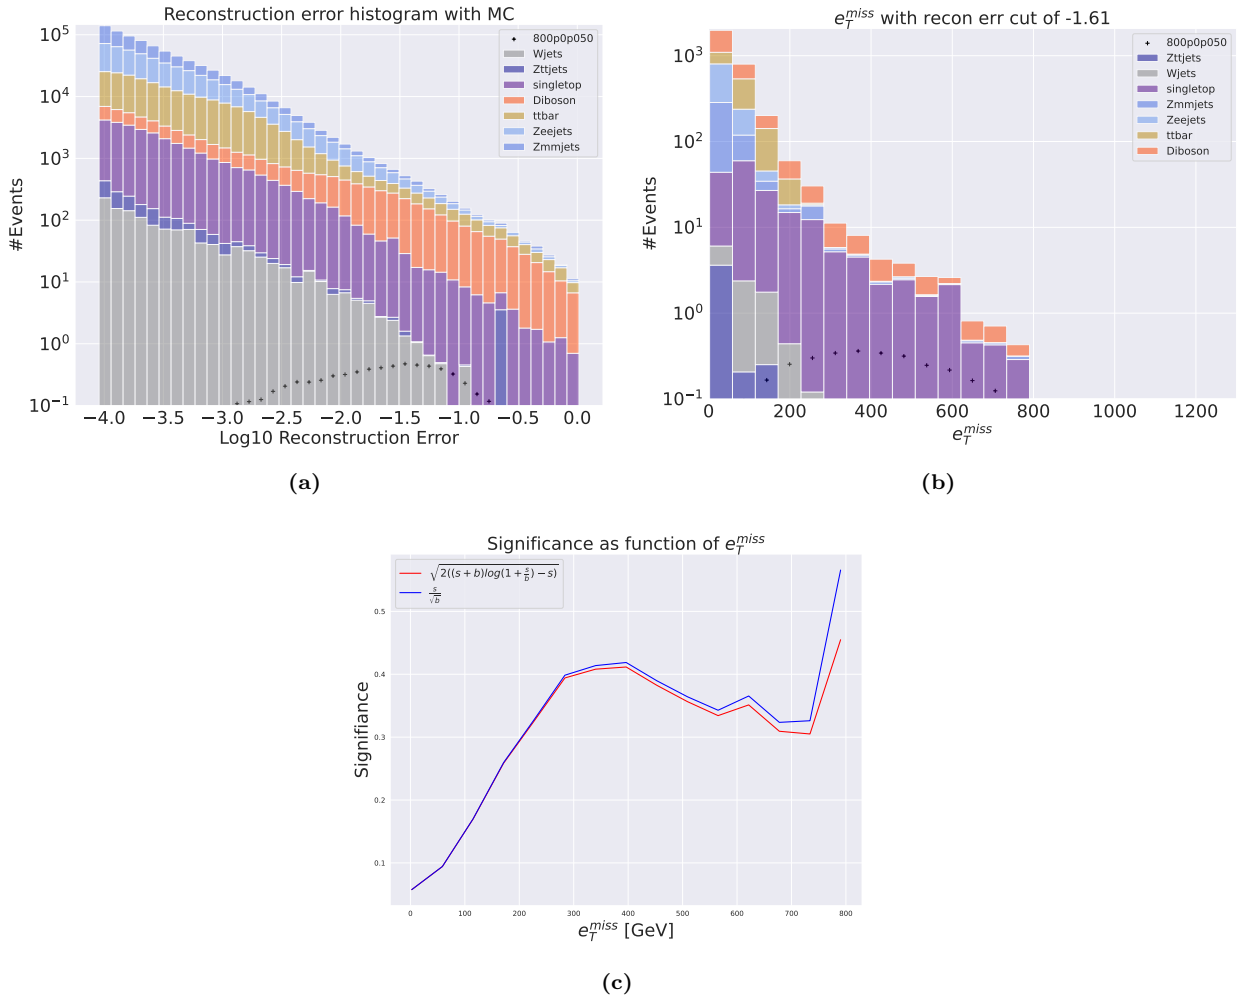 Reconstruction error histogram with MC
#Events
10^5
10^4
10^3
10^2
10^1
10^0
10^−1
800p0p050
Wjets
Zttjets
singletop
Diboson
ttbar
Zeejets
Zmmjets
−4.0 −3.5 −3.0 −2.5 −2.0 −1.5 −1.0 −0.5 0.0
Log10 Reconstruction Error
(a)
e_T^{miss} with recon err cut of -1.61
#Events
10^3
10^2
10^1
10^0
10^−1
800p0p050
Zttjets
Wjets
singletop
Zmmjets
Zeejets
ttbar
Diboson
0 200 400 600 800 1000 1200
e_T^{miss}
(b)
Significance as function of e_T^{miss}
Signifiance
√2((s+b)log(1+s/b)−s)
s/√b
0.5
0.4
0.3
0.2
0.1
0 100 200 300 400 500 600 700 800
e_T^{miss} [GeV]
(c)